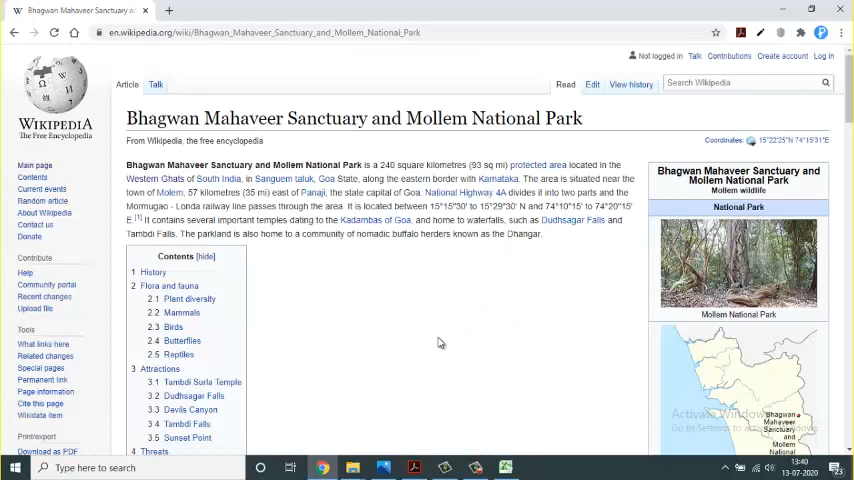 Bhagwan Mahaveer Sanctuary a
en.wikipedia.org/wiki/Bhagwan_Mahaveer_Sanctuary_and_Mollem_National_Park
Not logged in Talk Contributions Create account Log in
Article Talk Read Edit View history Search Wikipedia
WIKIPEDIA
The Free Encyclopedia
Bhagwan Mahaveer Sanctuary and Mollem National Park
From Wikipedia, the free encyclopedia
Coordinates: 15°22'25"N 74°15'31"E
Bhagwan Mahaveer Sanctuary and Mollem National Park is a 240 square kilometres (93 sq mi) protected area located in the
Western Ghats of South India, in Sanguem taluk, Goa State, along the eastern border with Karnataka. The area is situated near the
town of Molem, 57 kilometres (35 mi) east of Panaji, the state capital of Goa. National Highway 4A divides it into two parts and the
Mormugao - Londa railway line passes through the area. It is located between 15°15'30' N and 15°29'30' N and 74°10'15' to 74°20'15'
E.[1] It contains several important temples dating to the Kadambas of Goa, and home to waterfalls, such as Dudhsagar Falls and
Tambdi Falls. The parkland is also home to a community of nomadic buffalo herders known as the Dhangar.
Main page
Contents
Current events
Random article
About Wikipedia
Contact us
Donate
Contribute
Help
Community portal
Recent changes
Upload file
Tools
What links here
Related changes
Special pages
Permanent link
Page information
Cite this page
Wikidata item
Print/export
Download as PDF
Contents [hide]
1 History
2 Flora and fauna
2.1 Plant diversity
2.2 Mammals
2.3 Birds
2.4 Butterflies
2.5 Reptiles
3 Attractions
3.1 Tambdi Surla Temple
3.2 Dudhsagar Falls
3.3 Devils Canyon
3.4 Tambdi Falls
3.5 Sunset Point
4 Threats
Bhagwan Mahaveer Sanctuary and
Mollem National Park
Mollem wildlife
National Park
Mollem National Park
Bhagwan
Mahaveer
Sanctuary
and
Mollem
National
Activate Window
Go to Settings to activ
Type here to search
13:40
13-07-2020
23